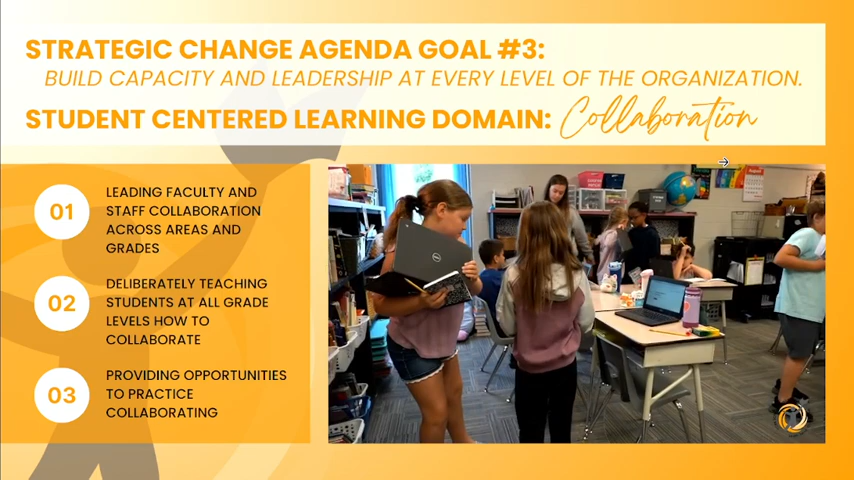 STRATEGIC CHANGE AGENDA GOAL #3:
BUILD CAPACITY AND LEADERSHIP AT EVERY LEVEL OF THE ORGANIZATION.
STUDENT CENTERED LEARNING DOMAIN: Collaboration
01
LEADING FACULTY AND
STAFF COLLABORATION
ACROSS AREAS AND
GRADES
02
DELIBERATELY TEACHING
STUDENTS AT ALL GRADE
LEVELS HOW TO
COLLABORATE
03
PROVIDING OPPORTUNITIES
TO PRACTICE
COLLABORATING
DELL
August